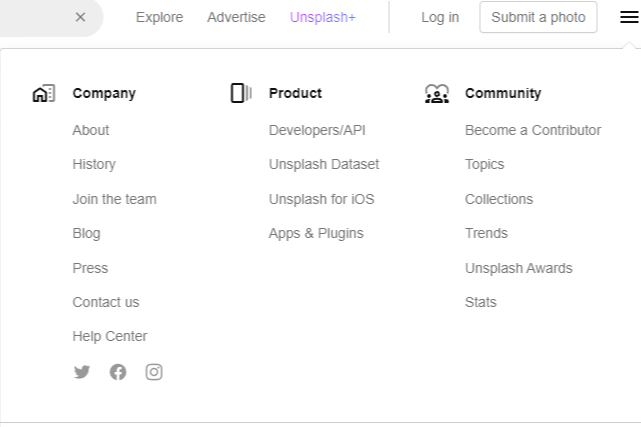 Explore Advertise Unsplash+ Log in Submit a photo
Company
About
History
Join the team
Blog
Press
Contact us
Help Center
Product
Developers/API
Unsplash Dataset
Unsplash for iOS
Apps & Plugins
Community
Become a Contributor
Topics
Collections
Trends
Unsplash Awards
Stats